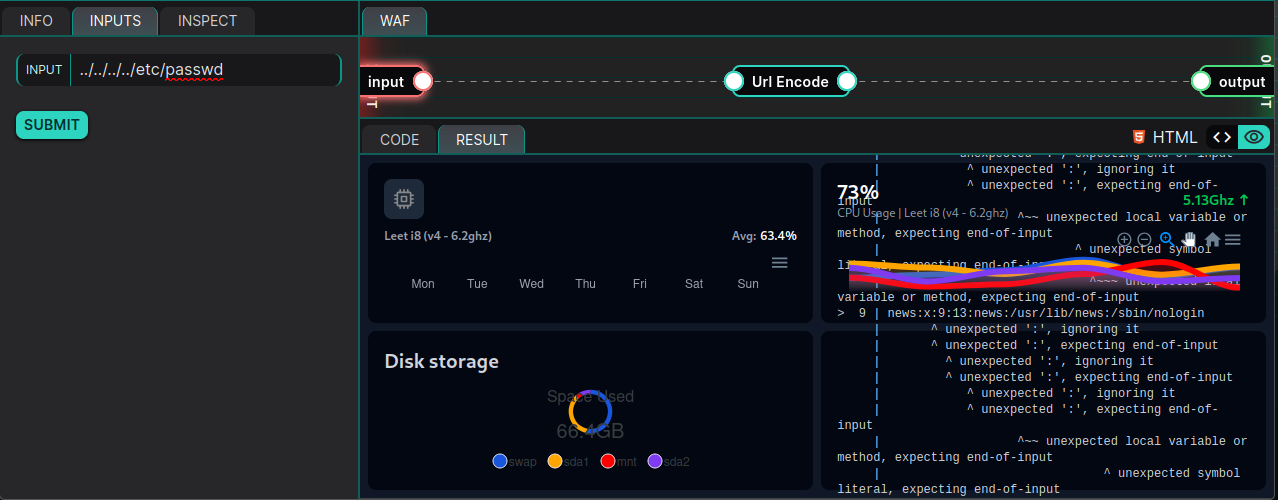 INFO INPUTS INSPECT WAF
INPUT ../../../../etc/passwd
SUBMIT
input Url Encode output
CODE RESULT HTML
unexpected ':', expecting end-of-input
^ unexpected ':', ignoring it
^ unexpected ':', expecting end-of-
input
73%
5.13Ghz ↑
CPU Usage | Leet i8 (v4 - 6.2ghz)
^~~ unexpected local variable or
method, expecting end-of-input
^ unexpected symbol
literal, expecting end-of-input
^~~~ unexpected local
variable or method, expecting end-of-input
> 9 | news:x:9:13:news:/usr/lib/news:/sbin/nologin
| ^ unexpected ':', ignoring it
| ^ unexpected ':', expecting end-of-input
| ^ unexpected ':', ignoring it
| ^ unexpected ':', expecting end-of-input
| ^ unexpected ':', ignoring it
| ^ unexpected ':', expecting end-of-
input
| ^~~ unexpected local variable or
method, expecting end-of-input
| ^ unexpected symbol
literal, expecting end-of-input
Leet i8 (v4 - 6.2ghz) Avg: 63.4%
Mon Tue Wed Thu Fri Sat Sun
Disk storage
Space Used
66.4GB
swap sda1 mnt sda2